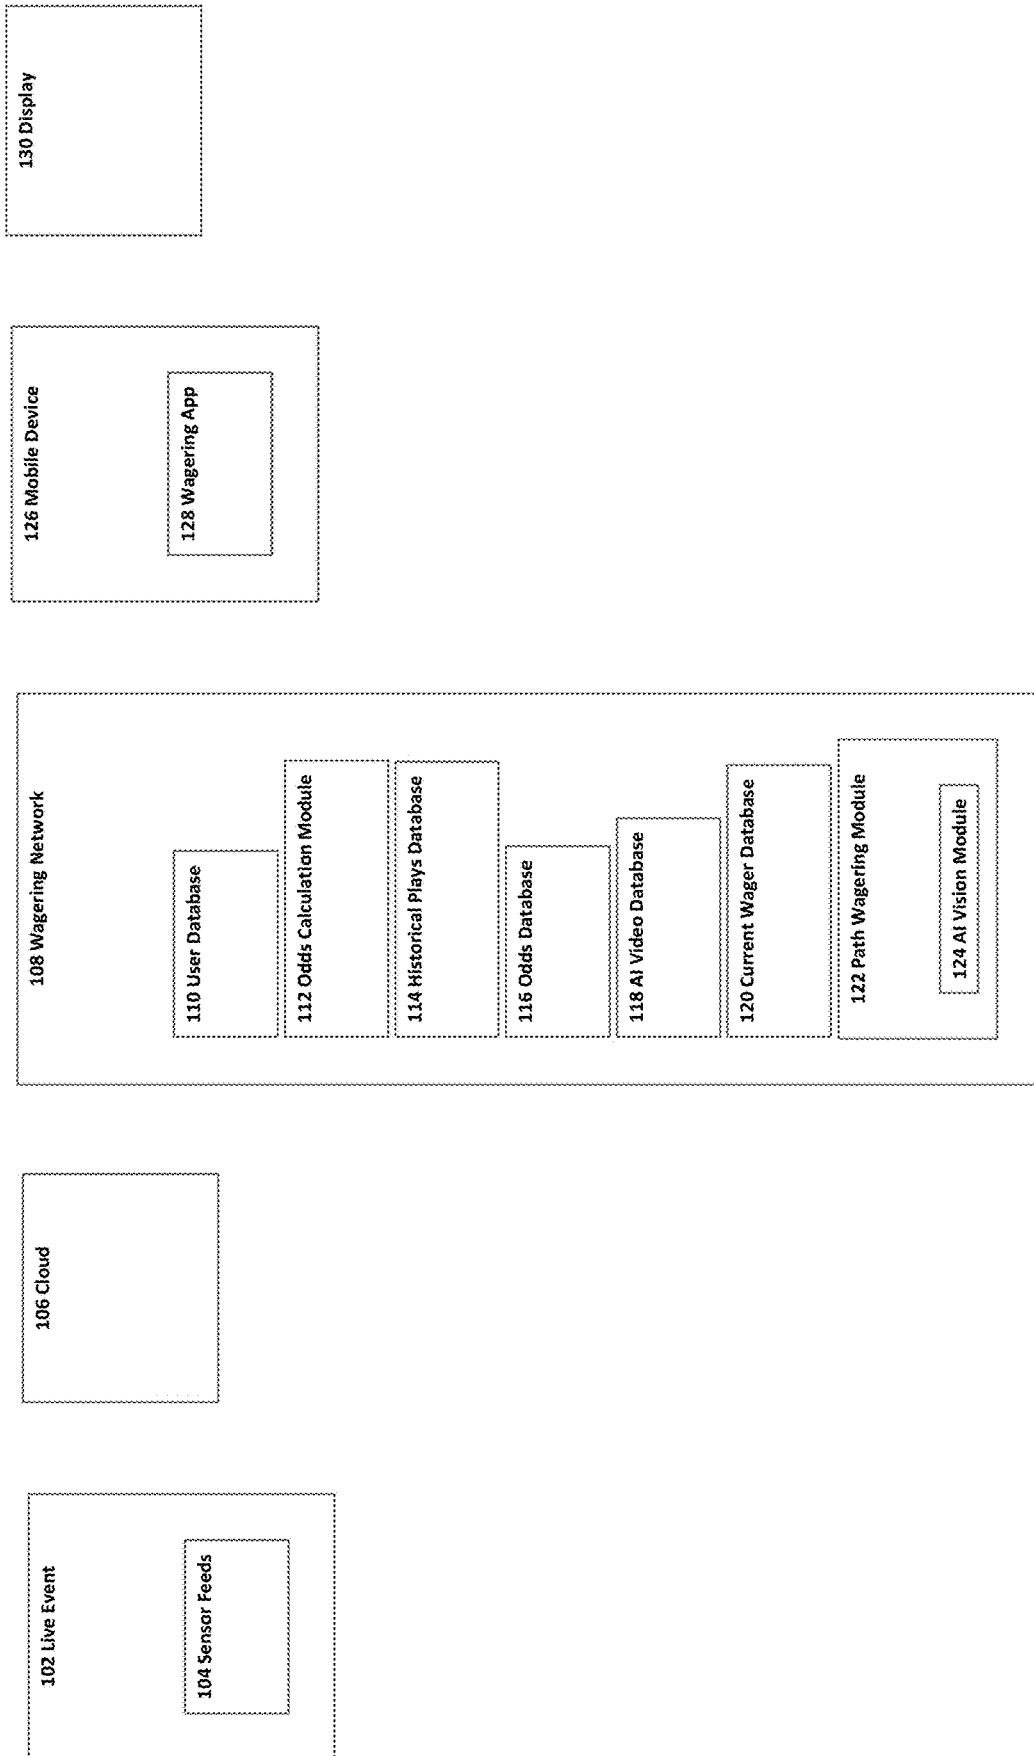 102 Live Event
104 Sensor Feeds
106 Cloud
108 Wagering Network
110 User Database
112 Odds Calculation Module
114 Historical Plays Database
116 Odds Database
118 AI Video Database
120 Current Wager Database
122 Path Wagering Module
124 AI Vision Module
126 Mobile Device
128 Wagering App
130 Display